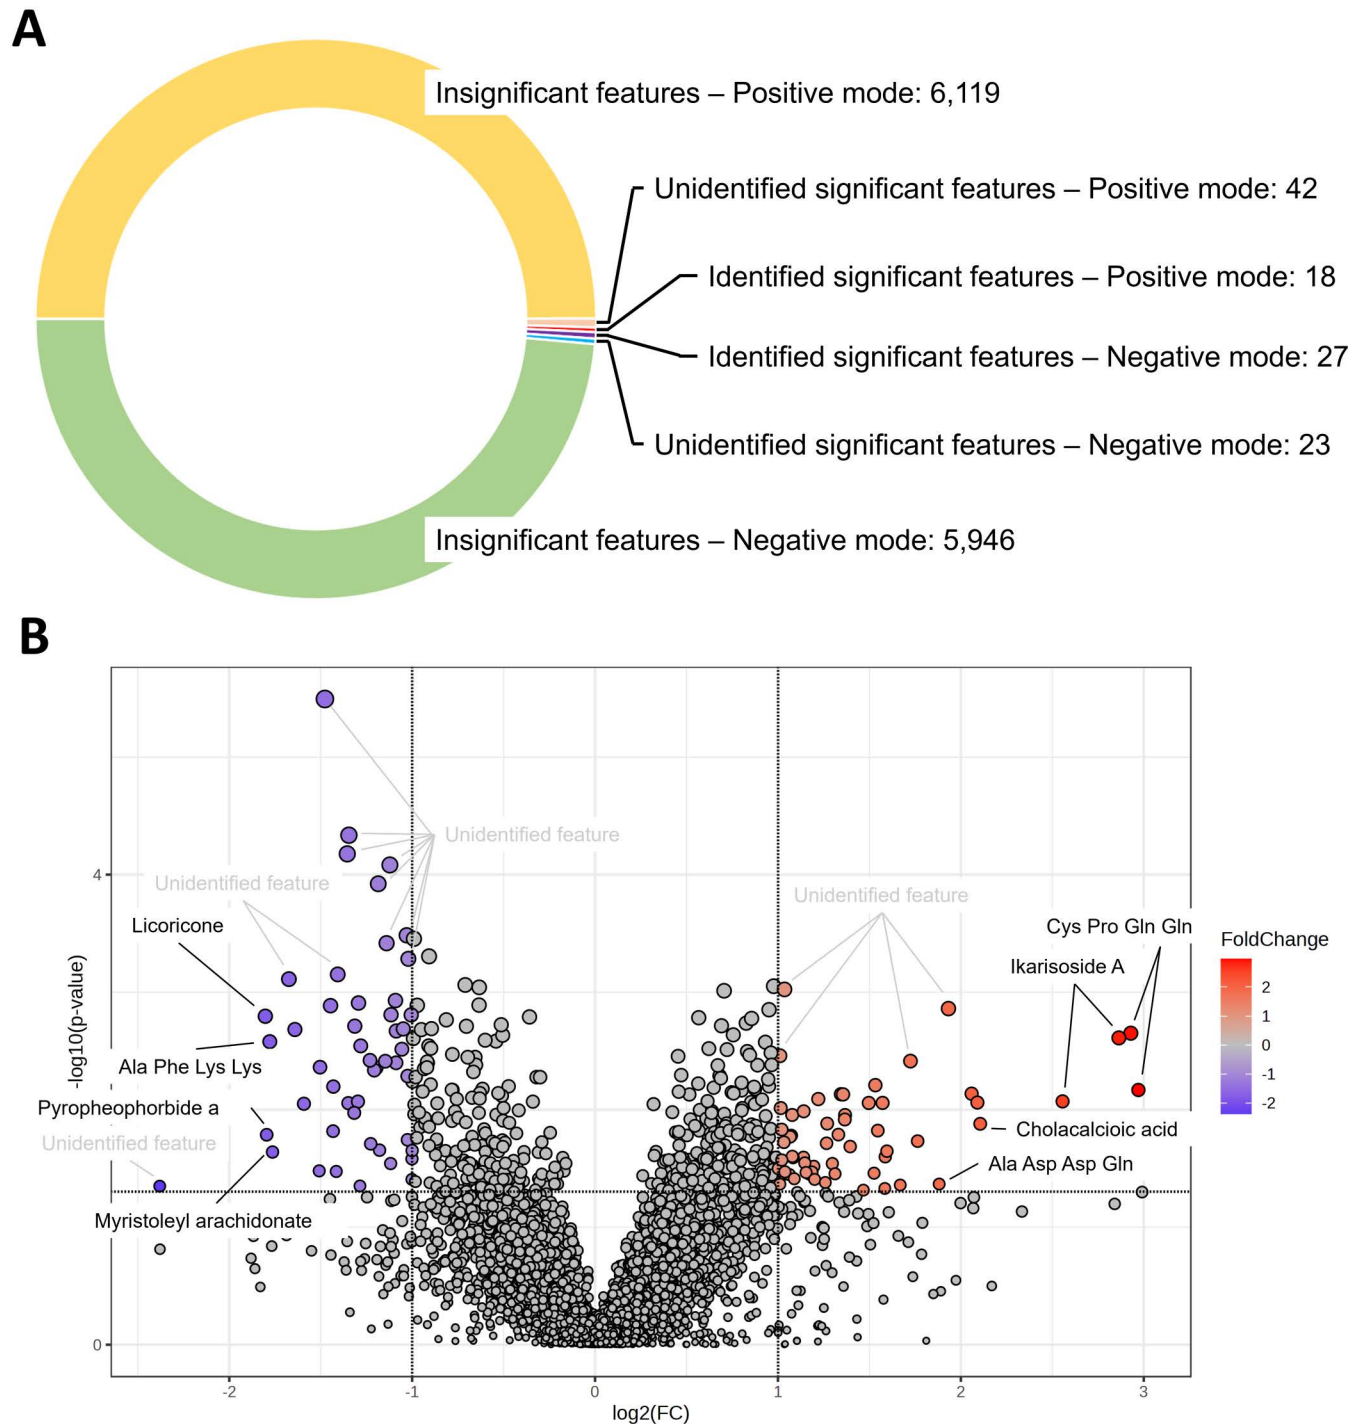 A
Insignificant features – Positive mode: 6,119
Unidentified significant features – Positive mode: 42
Identified significant features – Positive mode: 18
Identified significant features – Negative mode: 27
Unidentified significant features – Negative mode: 23
Insignificant features – Negative mode: 5,946
B
Unidentified feature
4
Unidentified feature
Unidentified feature
Licoricone
Cys Pro Gln Gln
FoldChange
Ikarisoside A
-log10(p-value)
2
1
0
-1
-2
Ala Phe Lys Lys
Pyropheophorbide a
Cholacalcioic acid
Unidentified feature
Ala Asp Asp Gln
Myristoleyl arachidonate
0
-2
-1
0
1
2
3
log2(FC)